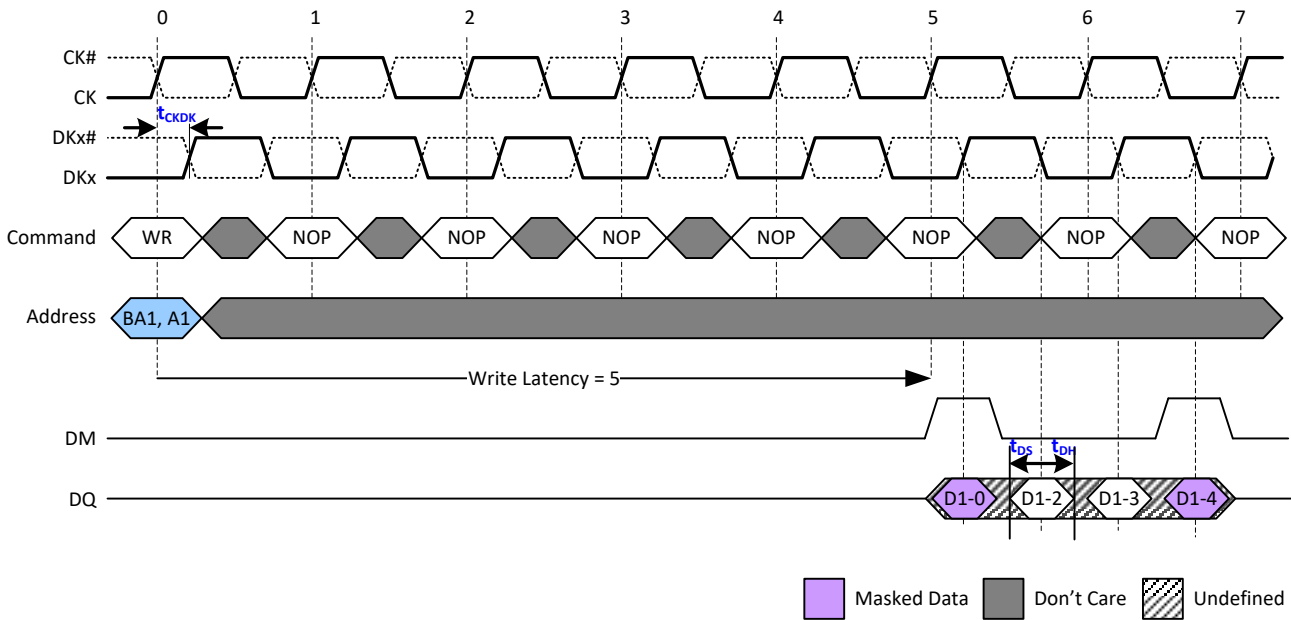 0 1 2 3 4 5 6 7
CK#
CK
tCKDK
DKx#
DKx
Command WR NOP NOP NOP NOP NOP NOP NOP
Address BA1, A1
Write Latency = 5
DM
tDS tDH
DQ D1-0 D1-2 D1-3 D1-4
Masked Data Don't Care Undefined